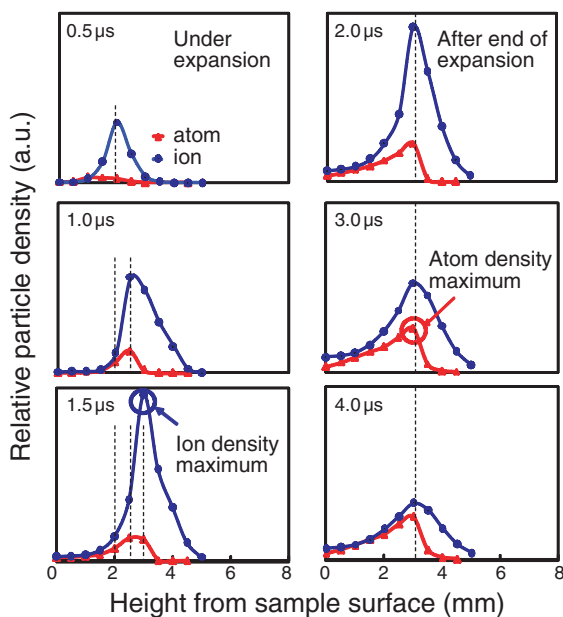 Relative particle density (a.u.)
0.5 μs
Under
expansion
atom
ion
2.0 μs
After end of
expansion
1.0 μs
3.0 μs
Atom density
maximum
1.5 μs
Ion density
maximum
4.0 μs
0 2 4 6 8
0 2 4 6 8
Height from sample surface (mm)